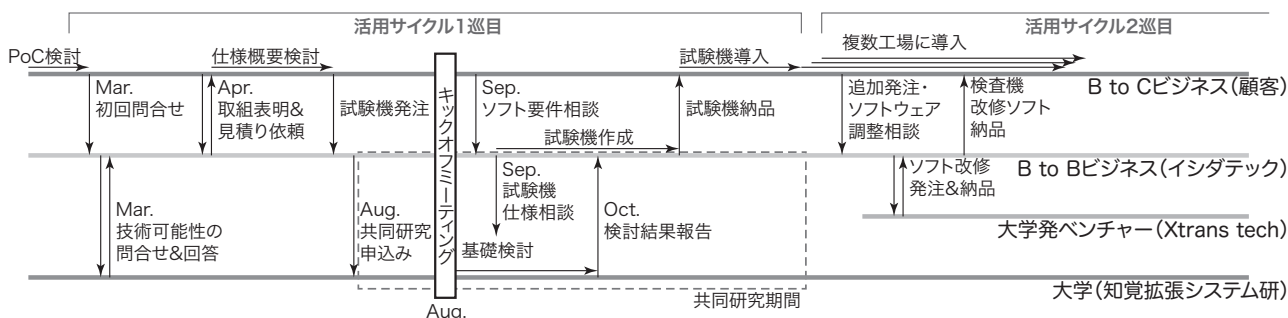 活用サイクル1巡目
活用サイクル2巡目
PoC検討
仕様概要検討
試験機導入
複数工場に導入
B to Cビジネス（顧客）
Mar.
初回問合せ
Apr.
取組表明&
見積り依頼
試験機発注
キックオフミーティング
Sep.
ソフト要件相談
試験機納品
追加発注・
ソフトウェア
調整相談
検査機
改修ソフト
納品
試験機作成
B to Bビジネス（イシダテック）
Mar.
技術可能性の
問合せ&回答
Aug.
共同研究
申込み
Sep.
試験機
仕様相談
Oct.
検討結果報告
ソフト改修
発注&納品
大学発ベンチャー（Xtrans tech）
基礎検討
大学（知覚拡張システム研）
共同研究期間
Aug.